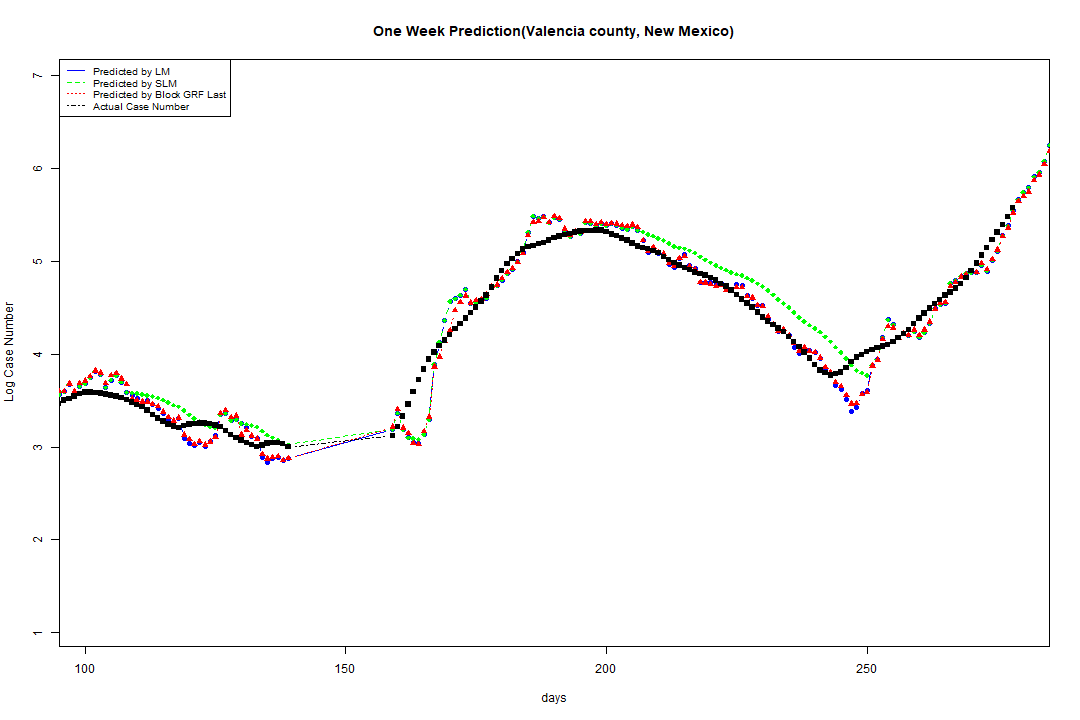 One Week Prediction(Valencia county, New Mexico)
Predicted by LM
Predicted by SLM
Predicted by Block GRF Last
Actual Case Number
7
6
5
4
3
2
1
Log Case Number
100 150 200 250
days